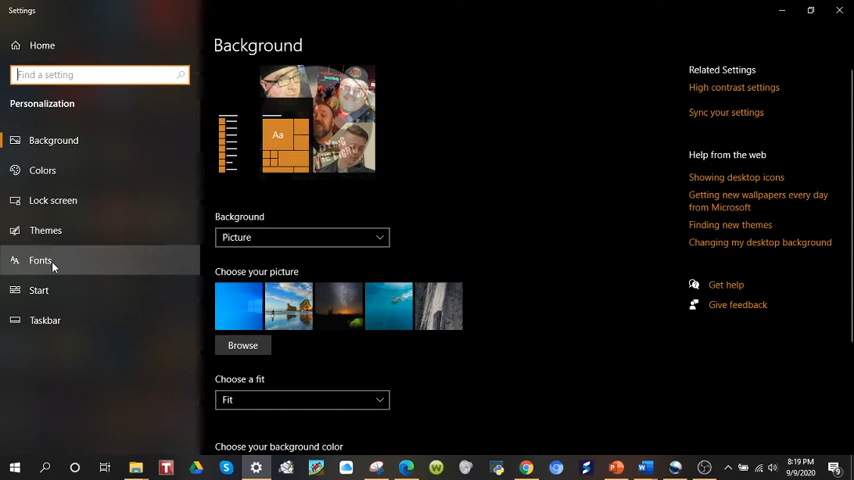 Settings
Home
Find a setting
Personalization
Background
Colors
Lock screen
Themes
Fonts
Start
Taskbar
Background
Aa
Background
Picture
Choose your picture
Browse
Choose a fit
Fit
Choose your background color
Related Settings
High contrast settings
Sync your settings
Help from the web
Showing desktop icons
Getting new wallpapers every day
from Microsoft
Finding new themes
Changing my desktop background
Get help
Give feedback
8:19 PM
9/9/2020